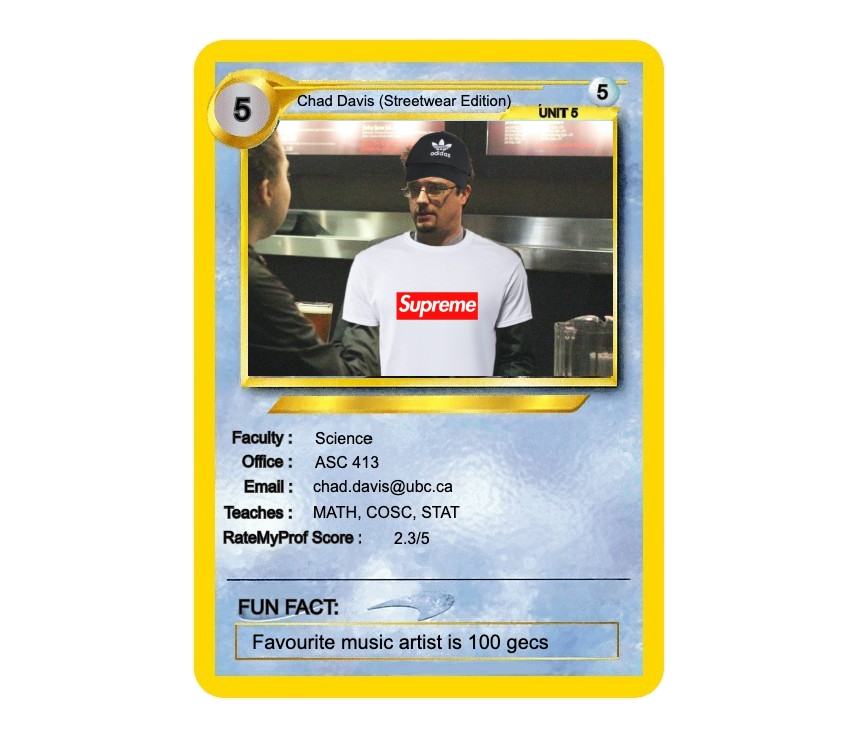 5
Chad Davis (Streetwear Edition)
5
UNIT 5
adidas
Supreme
Faculty : Science
Office : ASC 413
Email : chad.davis@ubc.ca
Teaches : MATH, COSC, STAT
RateMyProf Score : 2.3/5
FUN FACT:
Favourite music artist is 100 gecs